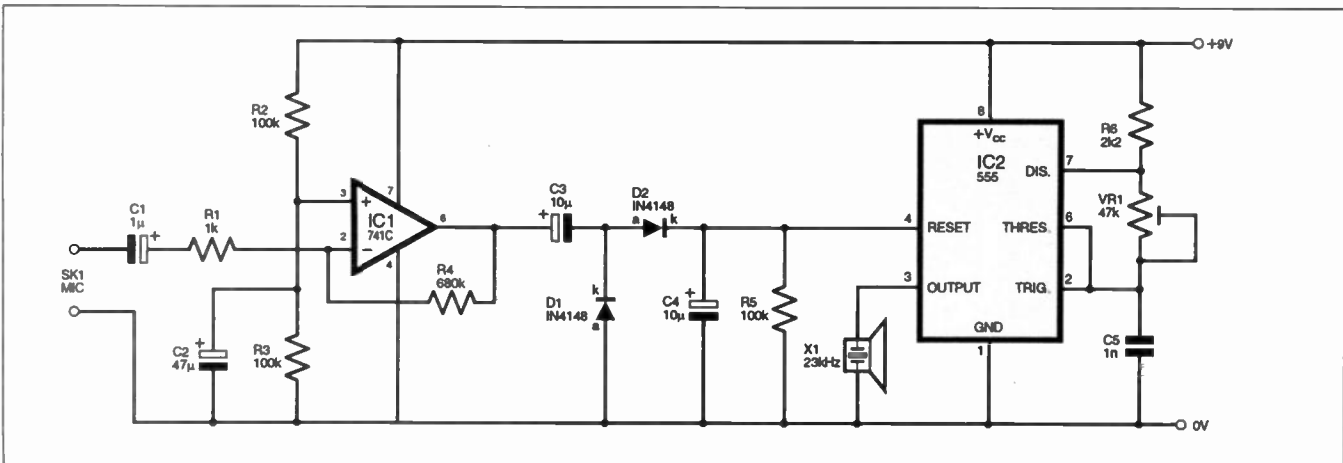 +9V
R2
100k
C1
1μ
+
R1
1k
SK1
MIC
C2
47μ
+
R3
100k
3
+
7
IC1
741C
2
−
4
6
R4
680k
C3
10μ
+
D2
IN4148
a
k
D1
IN4148
k
a
C4
10μ
+
R5
100k
X1
23kHz
8
+VCC
IC2
555
DIS.
7
4
RESET
THRES.
6
3
OUTPUT
TRIG.
2
GND
1
R6
2k2
VR1
47k
C5
1n
0V